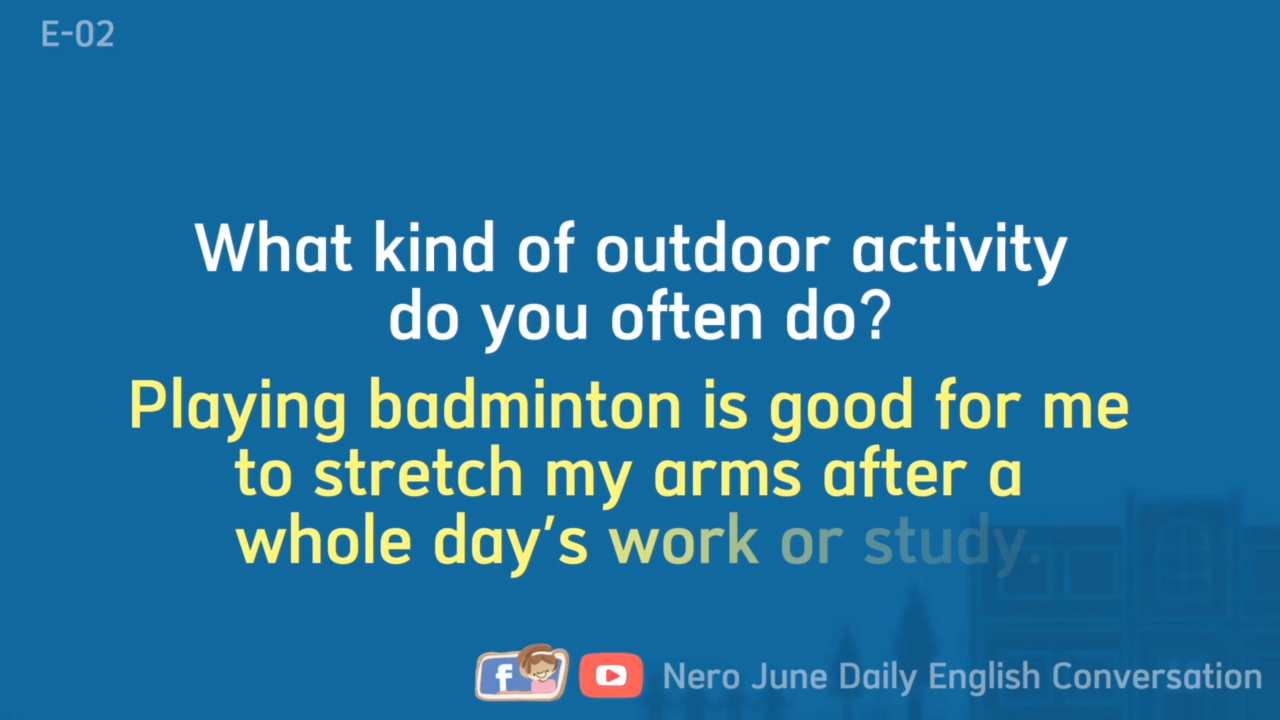 E-02
What kind of outdoor activity
do you often do?
Playing badminton is good for me
to stretch my arms after a
whole day's work or study.
f
Nero June Daily English Conversation